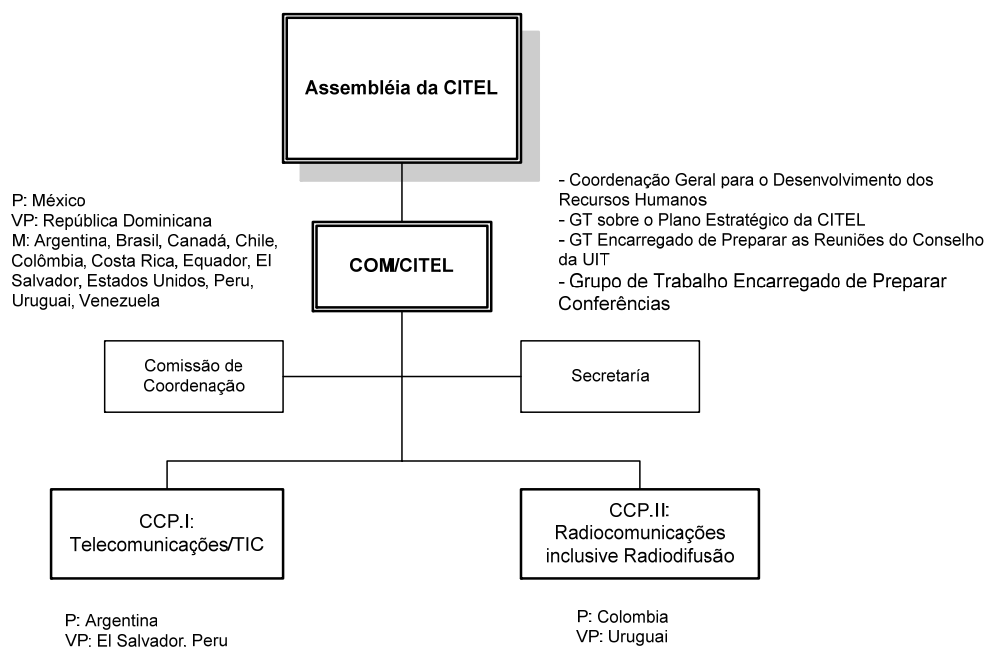 Assembléia da CITEL
P: México
VP: República Dominicana
M: Argentina, Brasil, Canadá, Chile,
Colômbia, Costa Rica, Equador, El
Salvador, Estados Unidos, Peru,
Uruguai, Venezuela
COM/CITEL
- Coordenação Geral para o Desenvolvimento dos
Recursos Humanos
- GT sobre o Plano Estratégico da CITEL
- GT Encarregado de Preparar as Reuniões do Conselho
da UIT
- Grupo de Trabalho Encarregado de Preparar
Conferências
Comissão de
Coordenação
Secretaría
CCP.I:
Telecomunicações/TIC
CCP.II:
Radiocomunicações
inclusive Radiodifusão
P: Argentina
VP: El Salvador. Peru
P: Colombia
VP: Uruguai